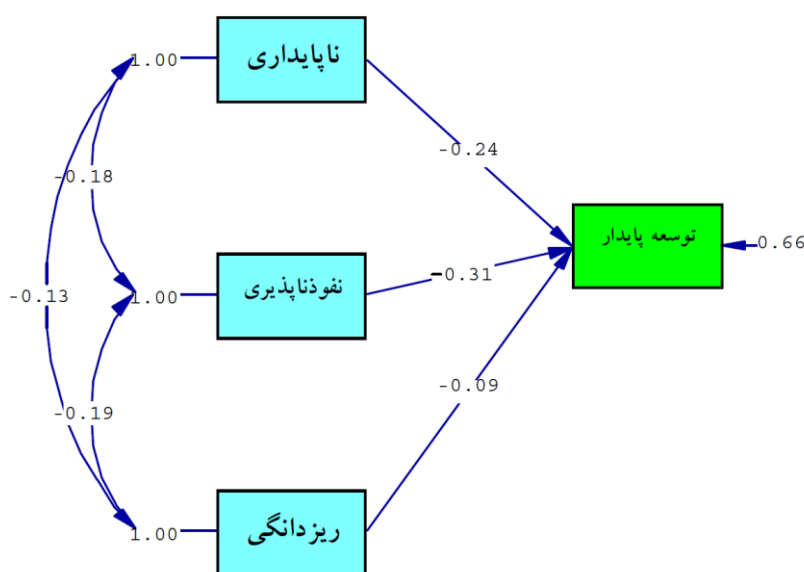 1.00
ناپایداری
-0.24
-0.18
توسعه پایدار
0.66
-0.31
-0.13
1.00
نفوذناپذیری
-0.09
-0.19
1.00
ریزدانگی